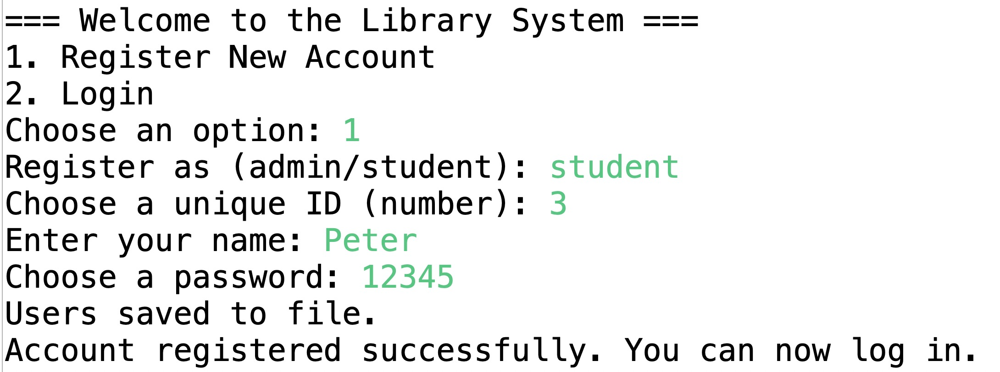 === Welcome to the Library System ===
1. Register New Account
2. Login
Choose an option: 1
Register as (admin/student): student
Choose a unique ID (number): 3
Enter your name: Peter
Choose a password: 12345
Users saved to file.
Account registered successfully. You can now log in.